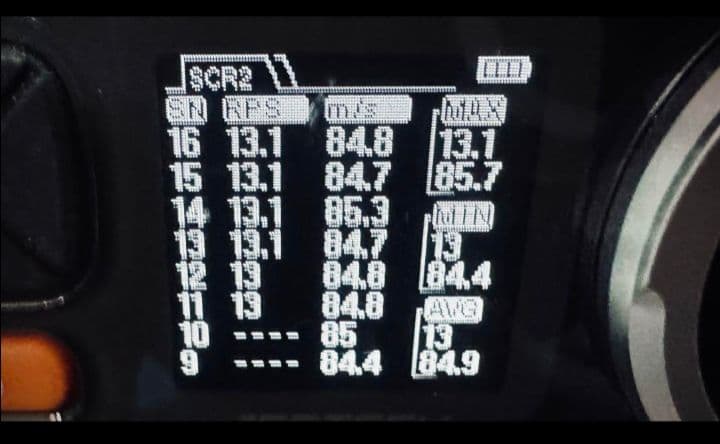 SCR2
SN RPS m/s MAX
16 13.1 84.8 13.1
15 13.1 84.7 85.7
14 13.1 85.3 MIN
13 13.1 84.7 13
12 13 84.8 84.4
11 13 84.8 AVG
10 ---- 85 13
9 ---- 84.4 84.9